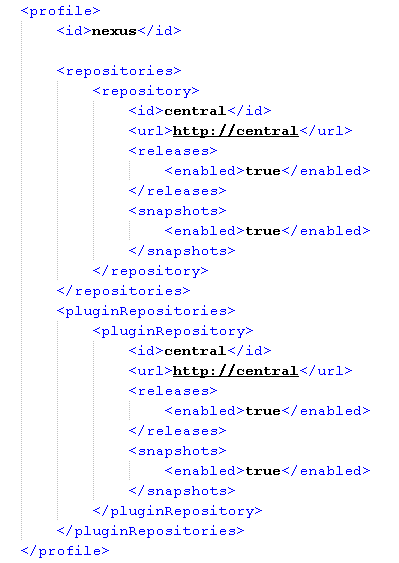 <profile>
<id>nexus</id>
<repositories>
<repository>
<id>central</id>
<url>http://central</url>
<releases>
<enabled>true</enabled>
</releases>
<snapshots>
<enabled>true</enabled>
</snapshots>
</repository>
</repositories>
<pluginRepositories>
<pluginRepository>
<id>central</id>
<url>http://central</url>
<releases>
<enabled>true</enabled>
</releases>
<snapshots>
<enabled>true</enabled>
</snapshots>
</pluginRepository>
</pluginRepositories>
</profile>